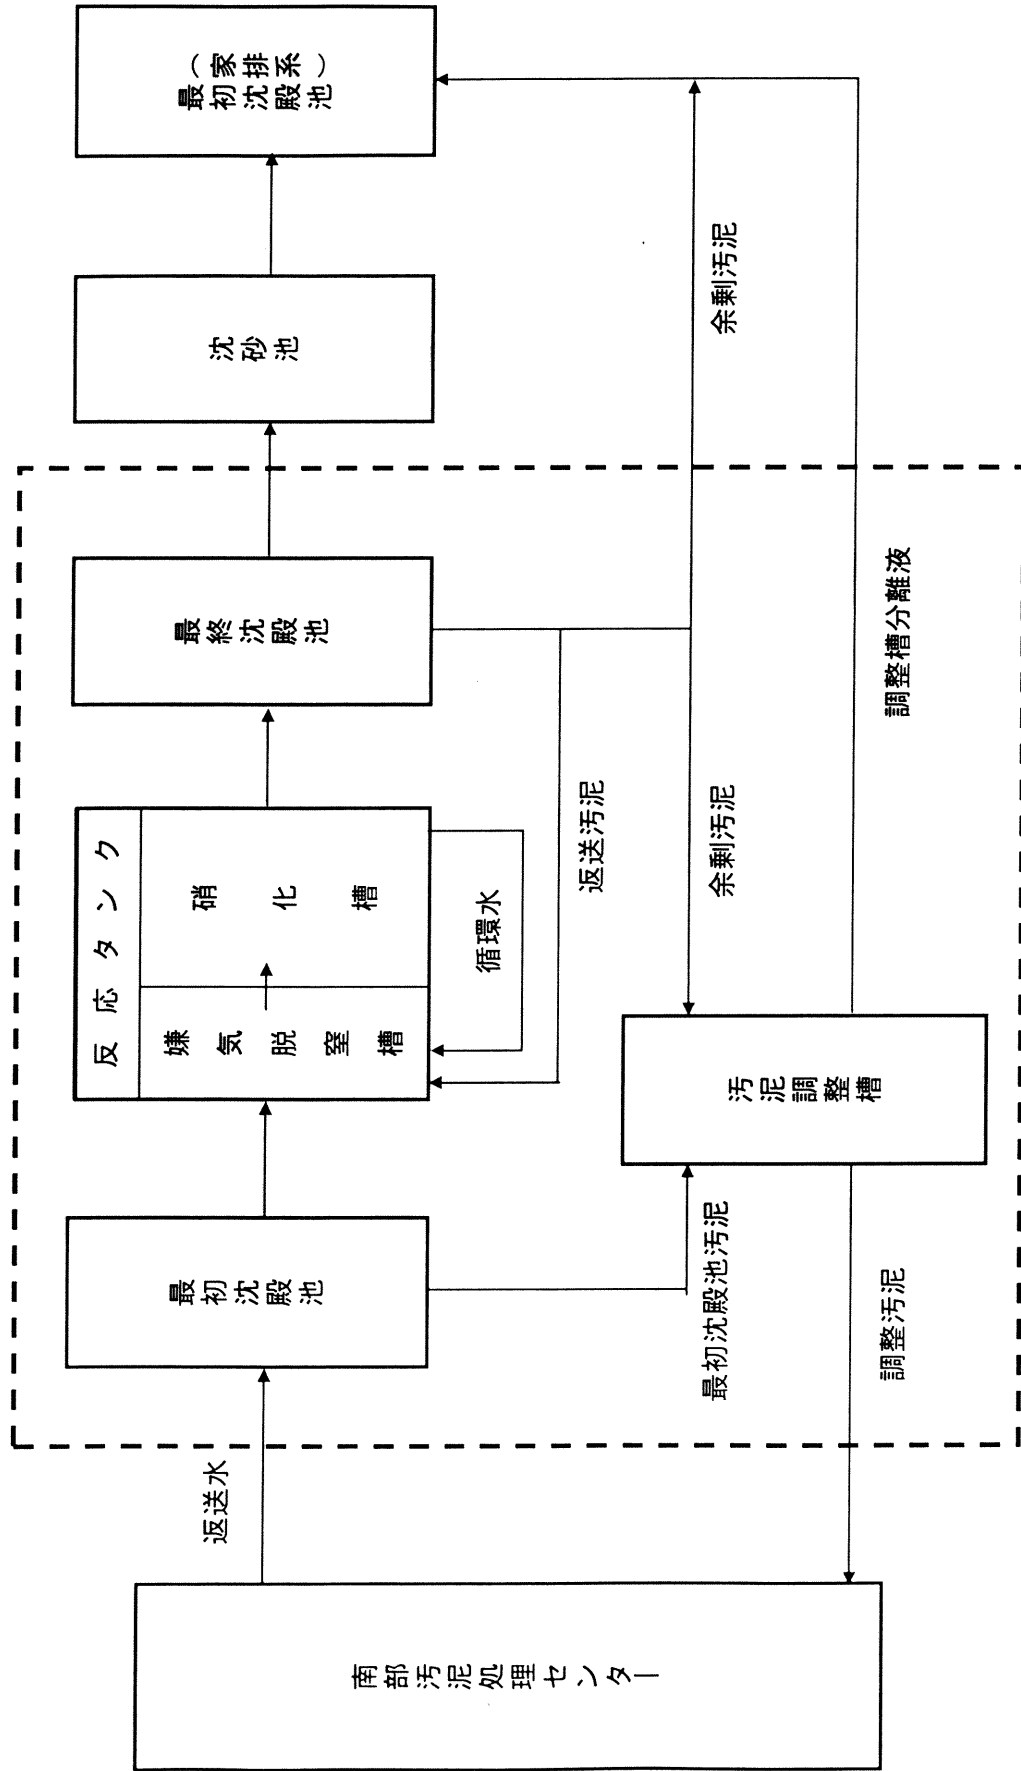 南部汚泥処理センター
返送水
最初沈殿池
反応タンク
嫌気脱窒槽
硝化槽
最終沈殿池
沈砂池
最初沈殿池
(家排系)
循環水
返送汚泥
最初沈殿池汚泥
余剰汚泥
余剰汚泥
汚泥調整槽
調整汚泥
調整槽分離液